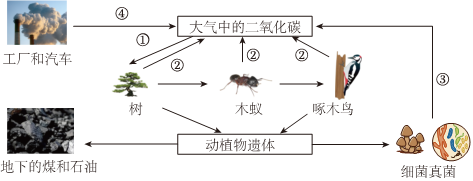 ④
大气中的二氧化碳
①
②
②
②
工厂和汽车
③
树
木蚁
啄木鸟
动植物遗体
地下的煤和石油
细菌真菌